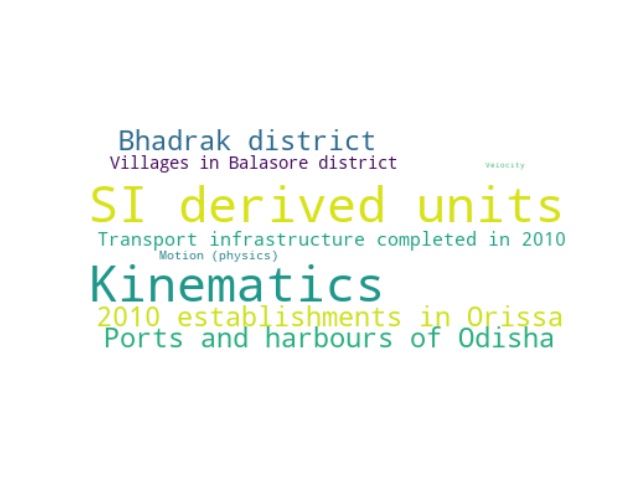 Bhadrak district
Villages in Balasore district
Velocity
SI derived units
Transport infrastructure completed in 2010
Motion (physics)
Kinematics
2010 establishments in Orissa
Ports and harbours of Odisha